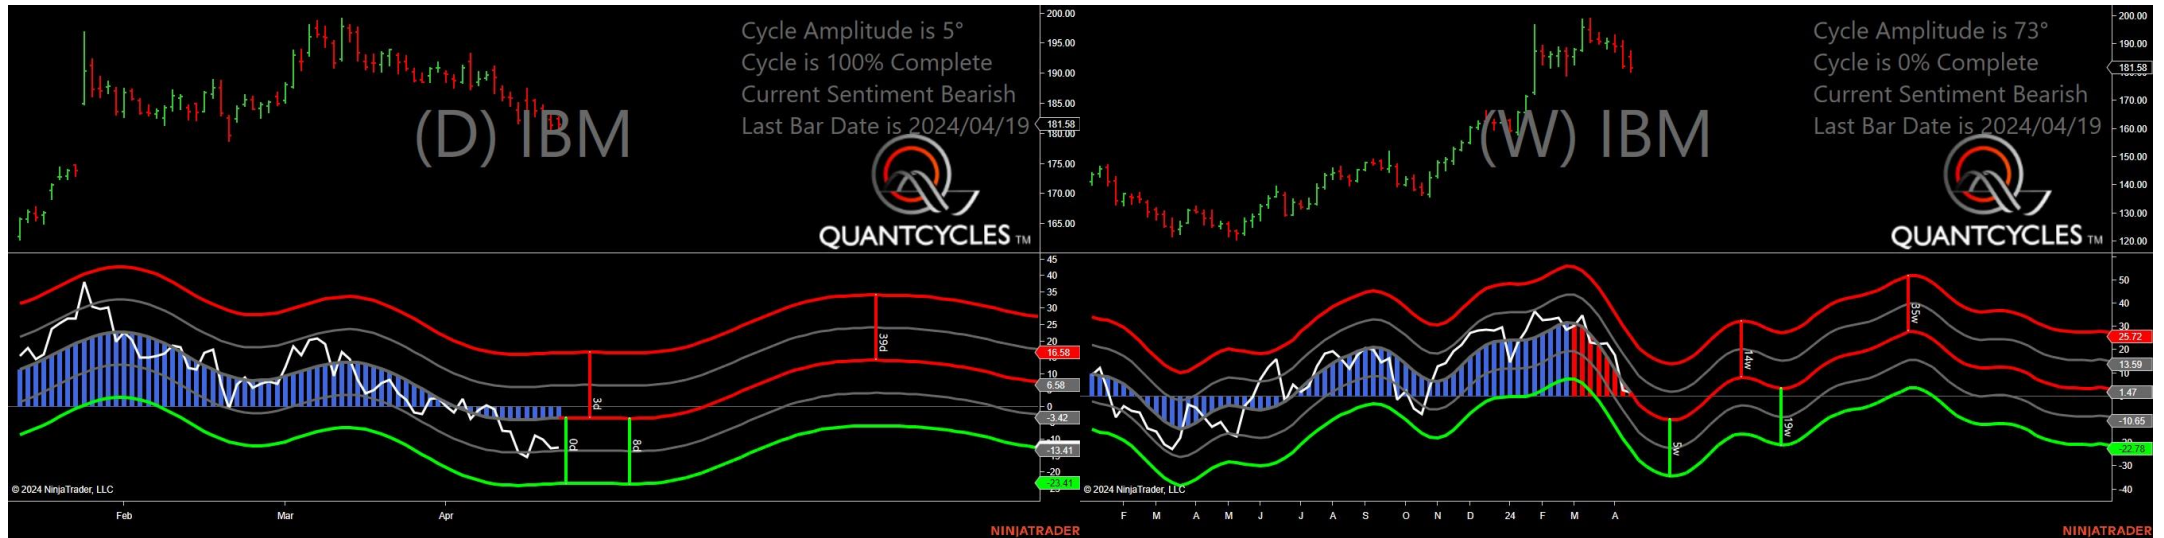 Cycle Amplitude is 5°
Cycle is 100% Complete
Current Sentiment Bearish
Last Bar Date is 2024/04/19
(D) IBM
QUANTCYCLES TM
200.00
195.00
190.00
185.00
181.58
180.00
175.00
170.00
165.00
45
40
35
30
25
20
16.58
10
6.58
0
-3.42
-13.41
-20
-23.41
3d
0d
8d
39d
© 2024 NinjaTrader, LLC
Feb Mar Apr
NINJATRADER
Cycle Amplitude is 73°
Cycle is 0% Complete
Current Sentiment Bearish
Last Bar Date is 2024/04/19
(W) IBM
QUANTCYCLES TM
200.00
190.00
181.58
170.00
160.00
150.00
140.00
130.00
120.00
50
40
30
25.72
20
13.59
10
1.47
-10.65
-22.78
-30
-40
5w
14w
19w
35w
© 2024 NinjaTrader, LLC
F M A M J J A S O N D 24 F M A
NINJATRADER